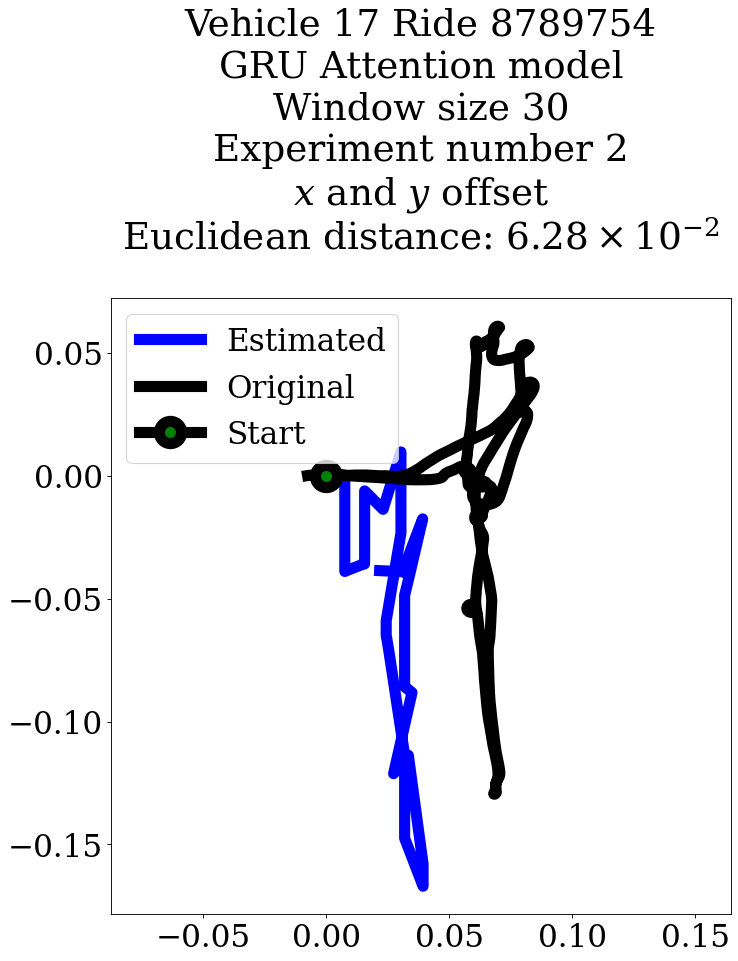 Vehicle 17 Ride 8789754
GRU Attention model
Window size 30
Experiment number 2
x and y offset
Euclidean distance: 6.28 × 10⁻²
Estimated
Original
Start
0.05
0.00
−0.05
−0.10
−0.15
−0.05 0.00 0.05 0.10 0.15